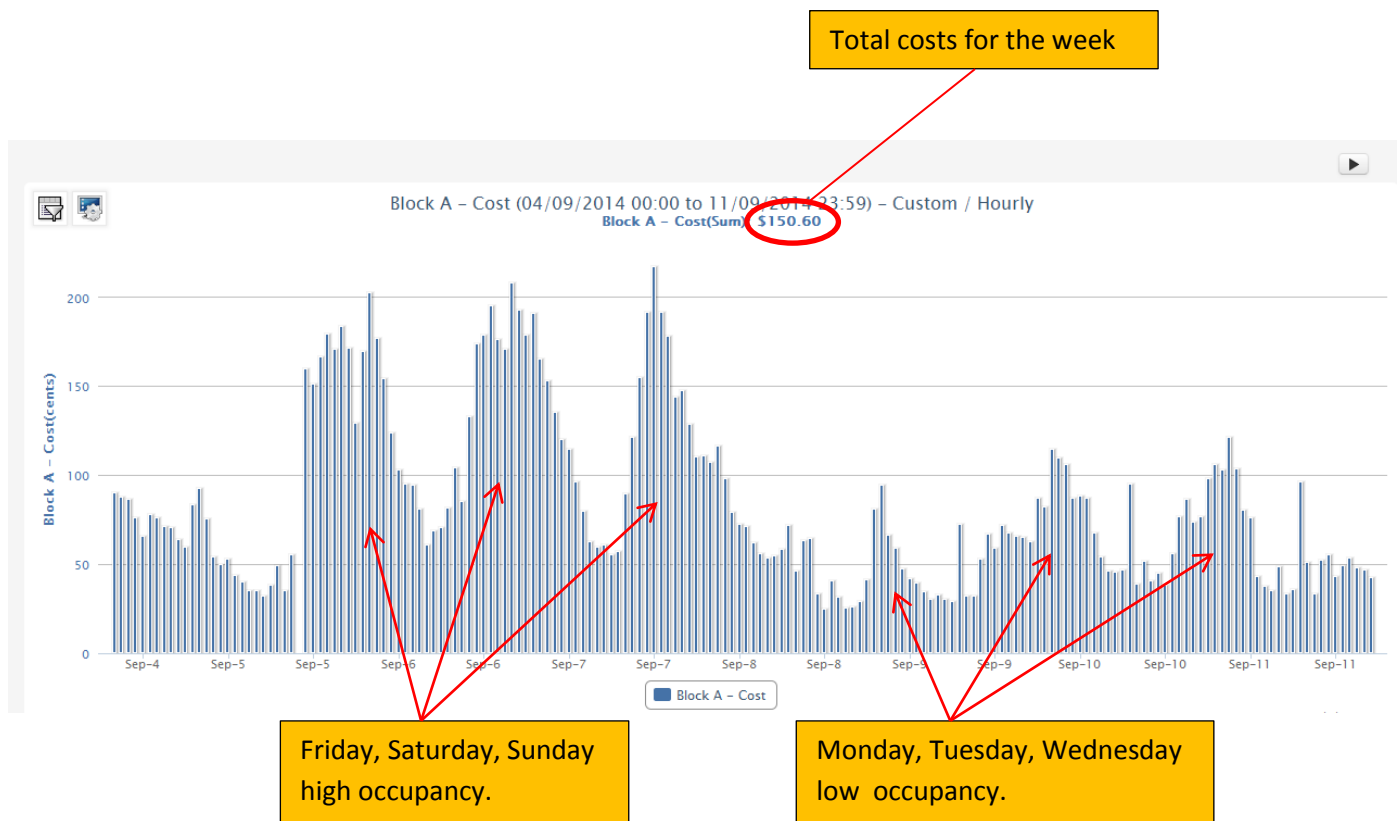 Total costs for the week
Block A – Cost (04/09/2014 00:00 to 11/09/2014 23:59) – Custom / Hourly
Block A – Cost(Sum) $150.60
Block A – Cost(cents)
200
150
100
50
0
Sep-4 Sep-5 Sep-5 Sep-6 Sep-6 Sep-7 Sep-7 Sep-8 Sep-8 Sep-9 Sep-9 Sep-10 Sep-10 Sep-11 Sep-11
Block A – Cost
Friday, Saturday, Sunday
high occupancy.
Monday, Tuesday, Wednesday
low occupancy.